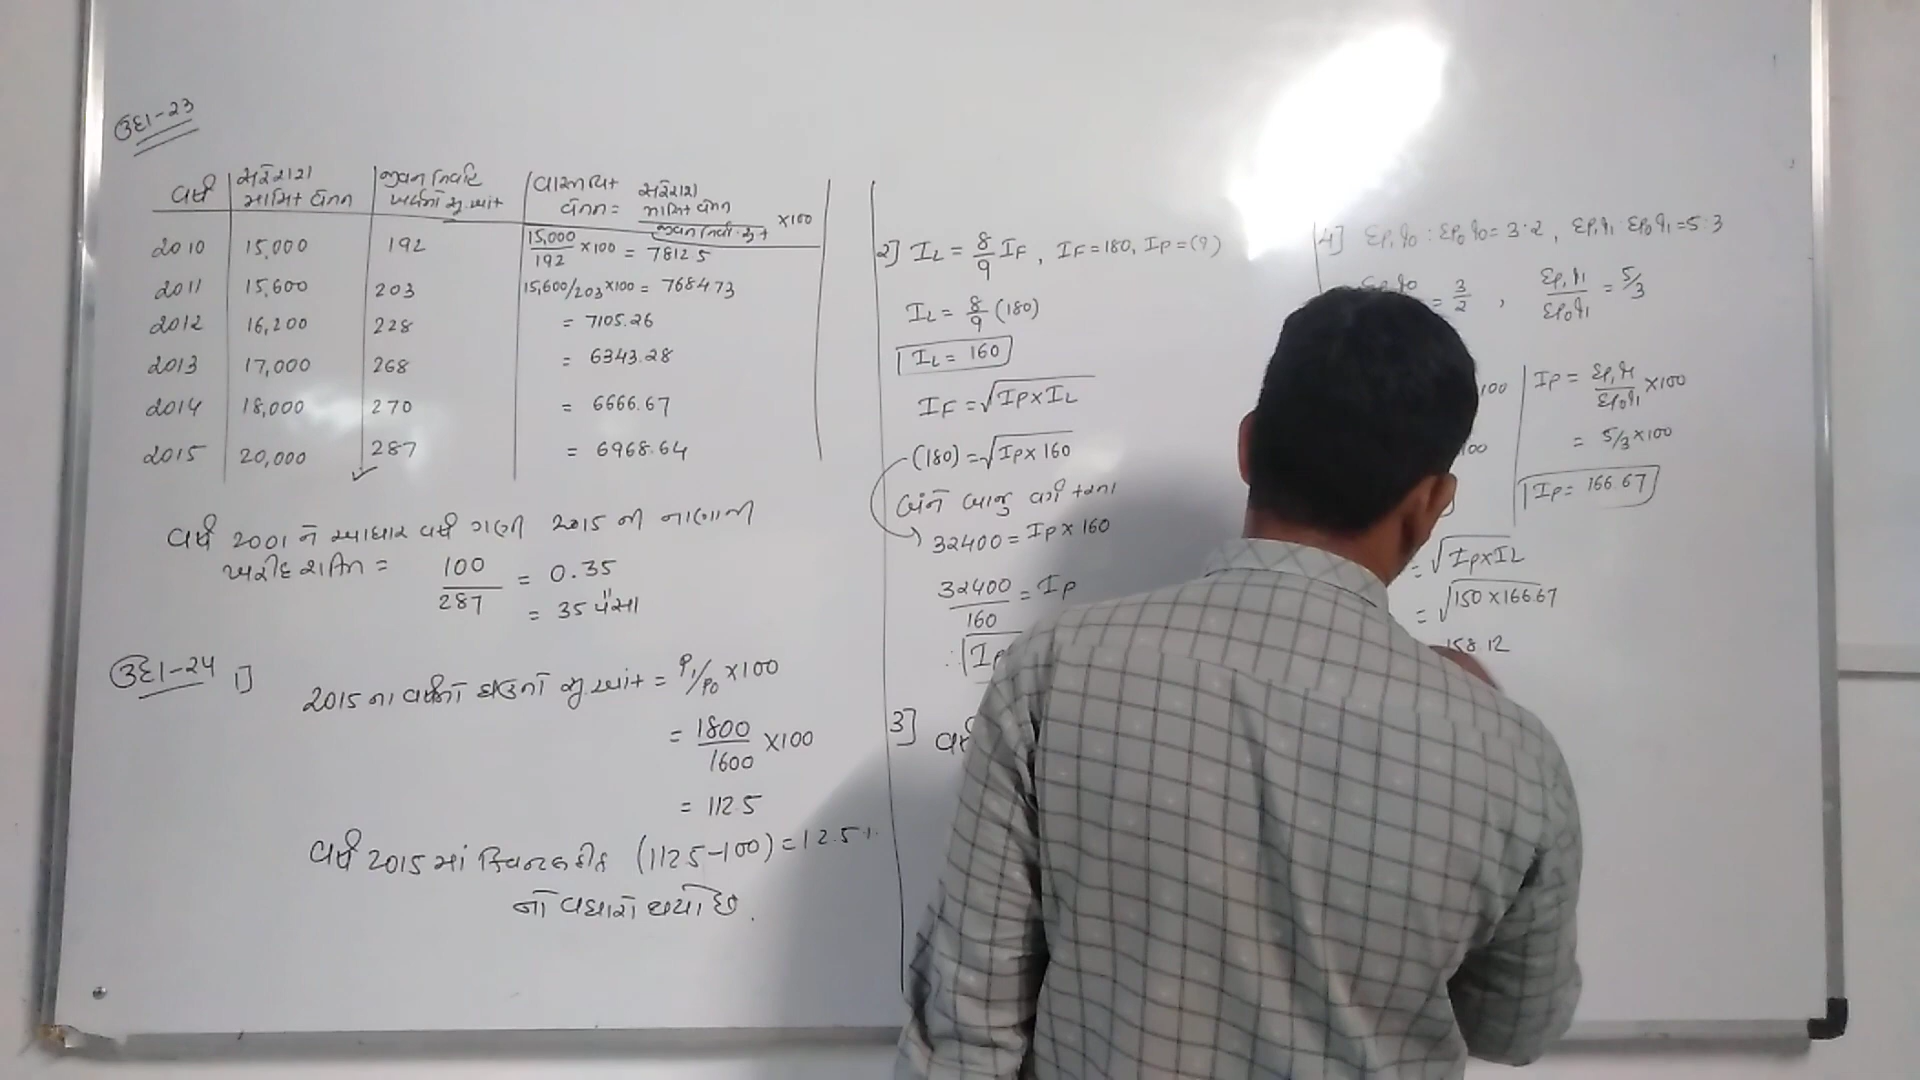 ઉદા-23
વર્ષ | સરેરાશ માસિક વેતન | જીવન નિર્વાહ ખર્ચનો સૂ.આંક | વાસ્તવિક વેતન = સરેરાશ માસિક વેતન / જીવન નિર્વા. સૂ.આં ×100
2010 | 15,000 | 192 | 15,000/192 ×100 = 7812.5
2011 | 15,600 | 203 | 15,600/203 ×100 = 7684.73
2012 | 16,200 | 228 | = 7105.26
2013 | 17,000 | 268 | = 6343.28
2014 | 18,000 | 270 | = 6666.67
2015 | 20,000 | 287 | = 6968.64
વર્ષ 2001 ને આધાર વર્ષ ગણી 2015 ની નાણાની
ખરીદ શક્તિ = 100/287 = 0.35
= 35 પૈસા
ઉદા-24 1]
2015 ના વર્ષનો ઘઉંનો સૂ.આંક = P1/P0 ×100
= 1800/1600 ×100
= 112.5
વર્ષ 2015 માં ક્વિન્ટલ દીઠ (112.5-100) = 12.5%
નો વધારો થયો છે.
2] IL = 8/9 IF, IF = 180, IP = (?)
IL = 8/9 (180)
IL = 160
IF = √IP×IL
(180) = √IP×160
બંને બાજુ વર્ગ કરતા
32400 = IP×160
32400/160 = IP
∴ IP
3] વર્ષ
4] Σp1q0 : Σp0q0 = 3:2, Σp1q1 : Σp0q1 = 5:3
= 3/2, Σp1q1/Σp0q1 = 5/3
100 | IP = Σp1q1/Σp0q1 ×100
100 | = 5/3×100
IP = 166.67
= √IP×IL
= √150×166.67
158.12